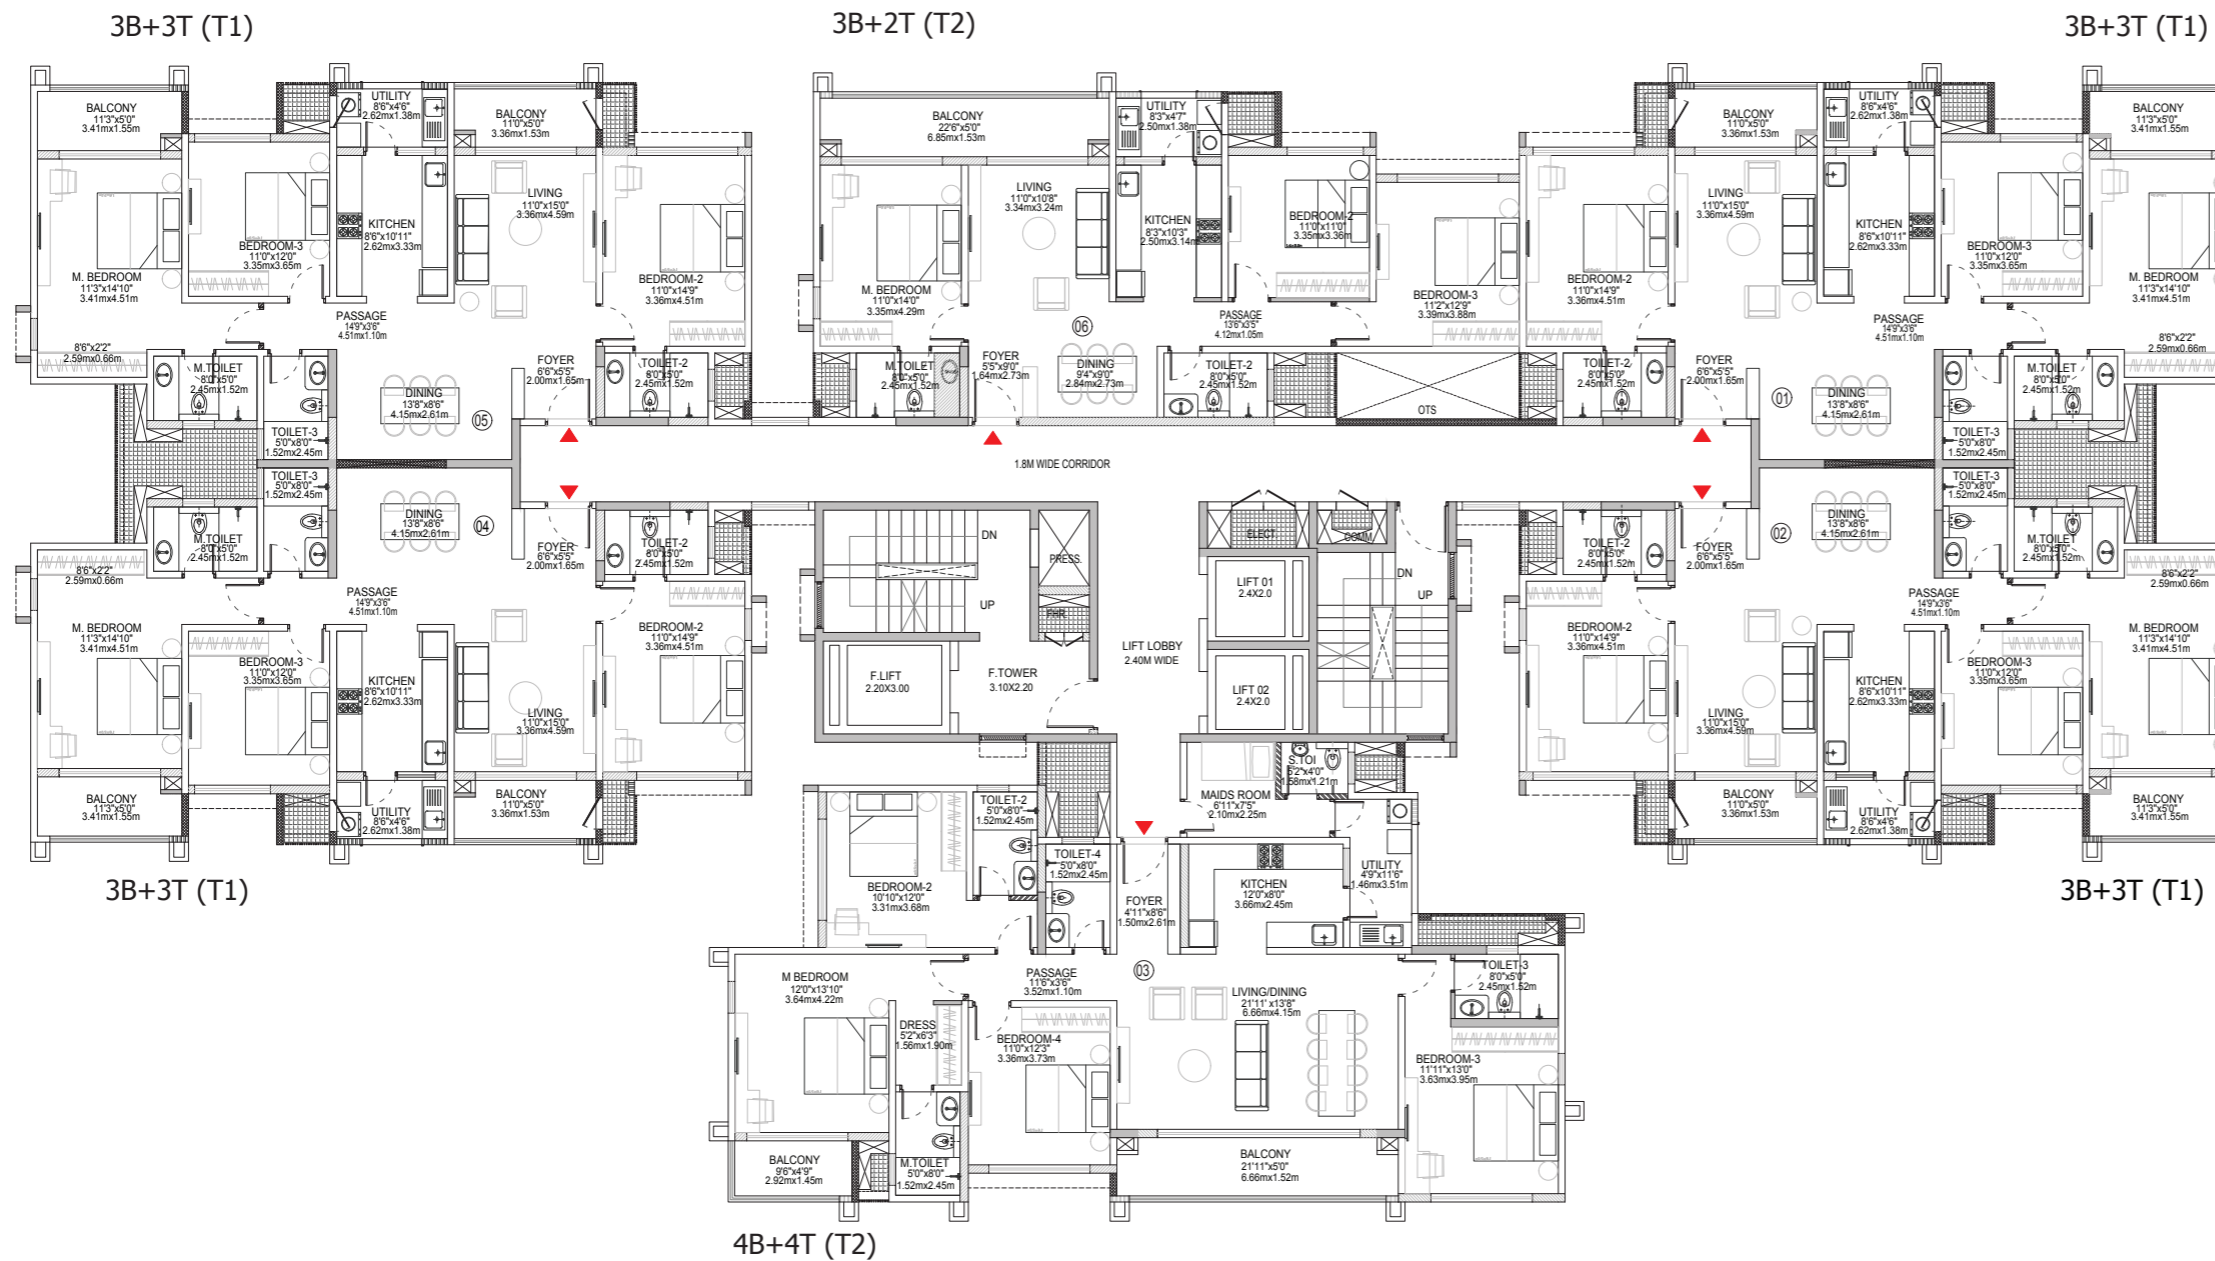 3B+3T (T1)
3B+2T (T2)
3B+3T (T1)
BALCONY
11'3"x5'0"
3.41mx1.55m
UTILITY
8'6"x4'6"
2.62mx1.38m
BALCONY
11'0"x5'0"
3.36mx1.53m
M. BEDROOM
11'3"x14'10"
3.41mx4.51m
BEDROOM-3
11'0"x12'0"
3.35mx3.65m
KITCHEN
8'6"x10'11"
2.62mx3.33m
LIVING
11'0"x15'0"
3.36mx4.59m
BEDROOM-2
11'0"x14'9"
3.36mx4.51m
PASSAGE
14'9"x3'6"
4.51mx1.10m
8'6"x2'2"
2.59mx0.66m
M.TOILET
8'0"x5'0"
2.45mx1.52m
TOILET-3
5'0"x8'0"
1.52mx2.45m
DINING
13'8"x8'6"
4.15mx2.61m
05
FOYER
6'6"x5'5"
2.00mx1.65m
TOILET-2
8'0"x5'0"
2.45mx1.52m
BALCONY
22'6"x5'0"
6.85mx1.53m
UTILITY
8'3"x4'7"
2.50mx1.38m
M. BEDROOM
11'0"x14'0"
3.35mx4.29m
LIVING
11'0"x10'8"
3.34mx3.24m
KITCHEN
8'3"x10'3"
2.50mx3.14m
BEDROOM-2
11'0"x11'0"
3.35mx3.36m
BEDROOM-3
11'2"x12'9"
3.39mx3.88m
PASSAGE
13'6"x3'5"
4.12mx1.05m
06
M.TOILET
8'0"x5'0"
2.45mx1.52m
FOYER
5'5"x9'0"
1.64mx2.73m
DINING
9'4"x9'0"
2.84mx2.73m
TOILET-2
8'0"x5'0"
2.45mx1.52m
OTS
BALCONY
11'0"x5'0"
3.36mx1.53m
UTILITY
8'6"x4'6"
2.62mx1.38m
BALCONY
11'3"x5'0"
3.41mx1.55m
BEDROOM-2
11'0"x14'9"
3.36mx4.51m
LIVING
11'0"x15'0"
3.36mx4.59m
KITCHEN
8'6"x10'11"
2.62mx3.33m
BEDROOM-3
11'0"x12'0"
3.35mx3.65m
M. BEDROOM
11'3"x14'10"
3.41mx4.51m
PASSAGE
14'9"x3'6"
4.51mx1.10m
8'6"x2'2"
2.59mx0.66m
TOILET-2
8'0"x5'0"
2.45mx1.52m
FOYER
6'6"x5'5"
2.00mx1.65m
01
DINING
13'8"x8'6"
4.15mx2.61m
M.TOILET
8'0"x5'0"
2.45mx1.52m
TOILET-3
5'0"x8'0"
1.52mx2.45m
1.8M WIDE CORRIDOR
TOILET-3
5'0"x8'0"
1.52mx2.45m
DINING
13'8"x8'6"
4.15mx2.61m
04
M.TOILET
8'0"x5'0"
2.45mx1.52m
FOYER
6'6"x5'5"
2.00mx1.65m
TOILET-2
8'0"x5'0"
2.45mx1.52m
8'6"x2'2"
2.59mx0.66m
PASSAGE
14'9"x3'6"
4.51mx1.10m
M. BEDROOM
11'3"x14'10"
3.41mx4.51m
BEDROOM-3
11'0"x12'0"
3.35mx3.65m
KITCHEN
8'6"x10'11"
2.62mx3.33m
LIVING
11'0"x15'0"
3.36mx4.59m
BEDROOM-2
11'0"x14'9"
3.36mx4.51m
BALCONY
11'3"x5'0"
3.41mx1.55m
UTILITY
8'6"x4'6"
2.62mx1.38m
BALCONY
11'0"x5'0"
3.36mx1.53m
DN
UP
PRESS.
FHR
F.LIFT
2.20X3.00
F.TOWER
3.10X2.20
LIFT LOBBY
2.40M WIDE
ELECT.
COMM.
LIFT 01
2.4X2.0
LIFT 02
2.4X2.0
DN
UP
TOILET-2
8'0"x5'0"
2.45mx1.52m
FOYER
6'6"x5'5"
2.00mx1.65m
02
DINING
13'8"x8'6"
4.15mx2.61m
TOILET-3
5'0"x8'0"
1.52mx2.45m
M.TOILET
8'0"x5'0"
2.45mx1.52m
8'6"x2'2"
2.59mx0.66m
PASSAGE
14'9"x3'6"
4.51mx1.10m
BEDROOM-2
11'0"x14'9"
3.36mx4.51m
LIVING
11'0"x15'0"
3.36mx4.59m
KITCHEN
8'6"x10'11"
2.62mx3.33m
BEDROOM-3
11'0"x12'0"
3.35mx3.65m
M. BEDROOM
11'3"x14'10"
3.41mx4.51m
BALCONY
11'0"x5'0"
3.36mx1.53m
UTILITY
8'6"x4'6"
2.62mx1.38m
BALCONY
11'3"x5'0"
3.41mx1.55m
3B+3T (T1)
3B+3T (T1)
S.TOI
5'2"x4'0"
1.58mx1.21m
MAIDS ROOM
6'11"x7'5"
2.10mx2.25m
TOILET-2
5'0"x8'0"
1.52mx2.45m
TOILET-4
5'0"x8'0"
1.52mx2.45m
BEDROOM-2
10'10"x12'0"
3.31mx3.68m
FOYER
4'11"x8'6"
1.50mx2.61m
KITCHEN
12'0"x8'0"
3.66mx2.45m
UTILITY
4'9"x11'6"
1.46mx3.51m
M BEDROOM
12'0"x13'10"
3.64mx4.22m
PASSAGE
11'6"x3'6"
3.52mx1.10m
03
LIVING/DINING
21'11' x13'8"
6.66mx4.15m
TOILET-3
8'0"x5'0"
2.45mx1.52m
DRESS
5'2"x6'3"
1.56mx1.90m
BEDROOM-4
11'0"x12'3"
3.36mx3.73m
BEDROOM-3
11'11"x13'0"
3.63mx3.95m
BALCONY
9'6"x4'9"
2.92mx1.45m
M.TOILET
5'0"x8'0"
1.52mx2.45m
BALCONY
21'11"x5'0"
6.66mx1.52m
4B+4T (T2)